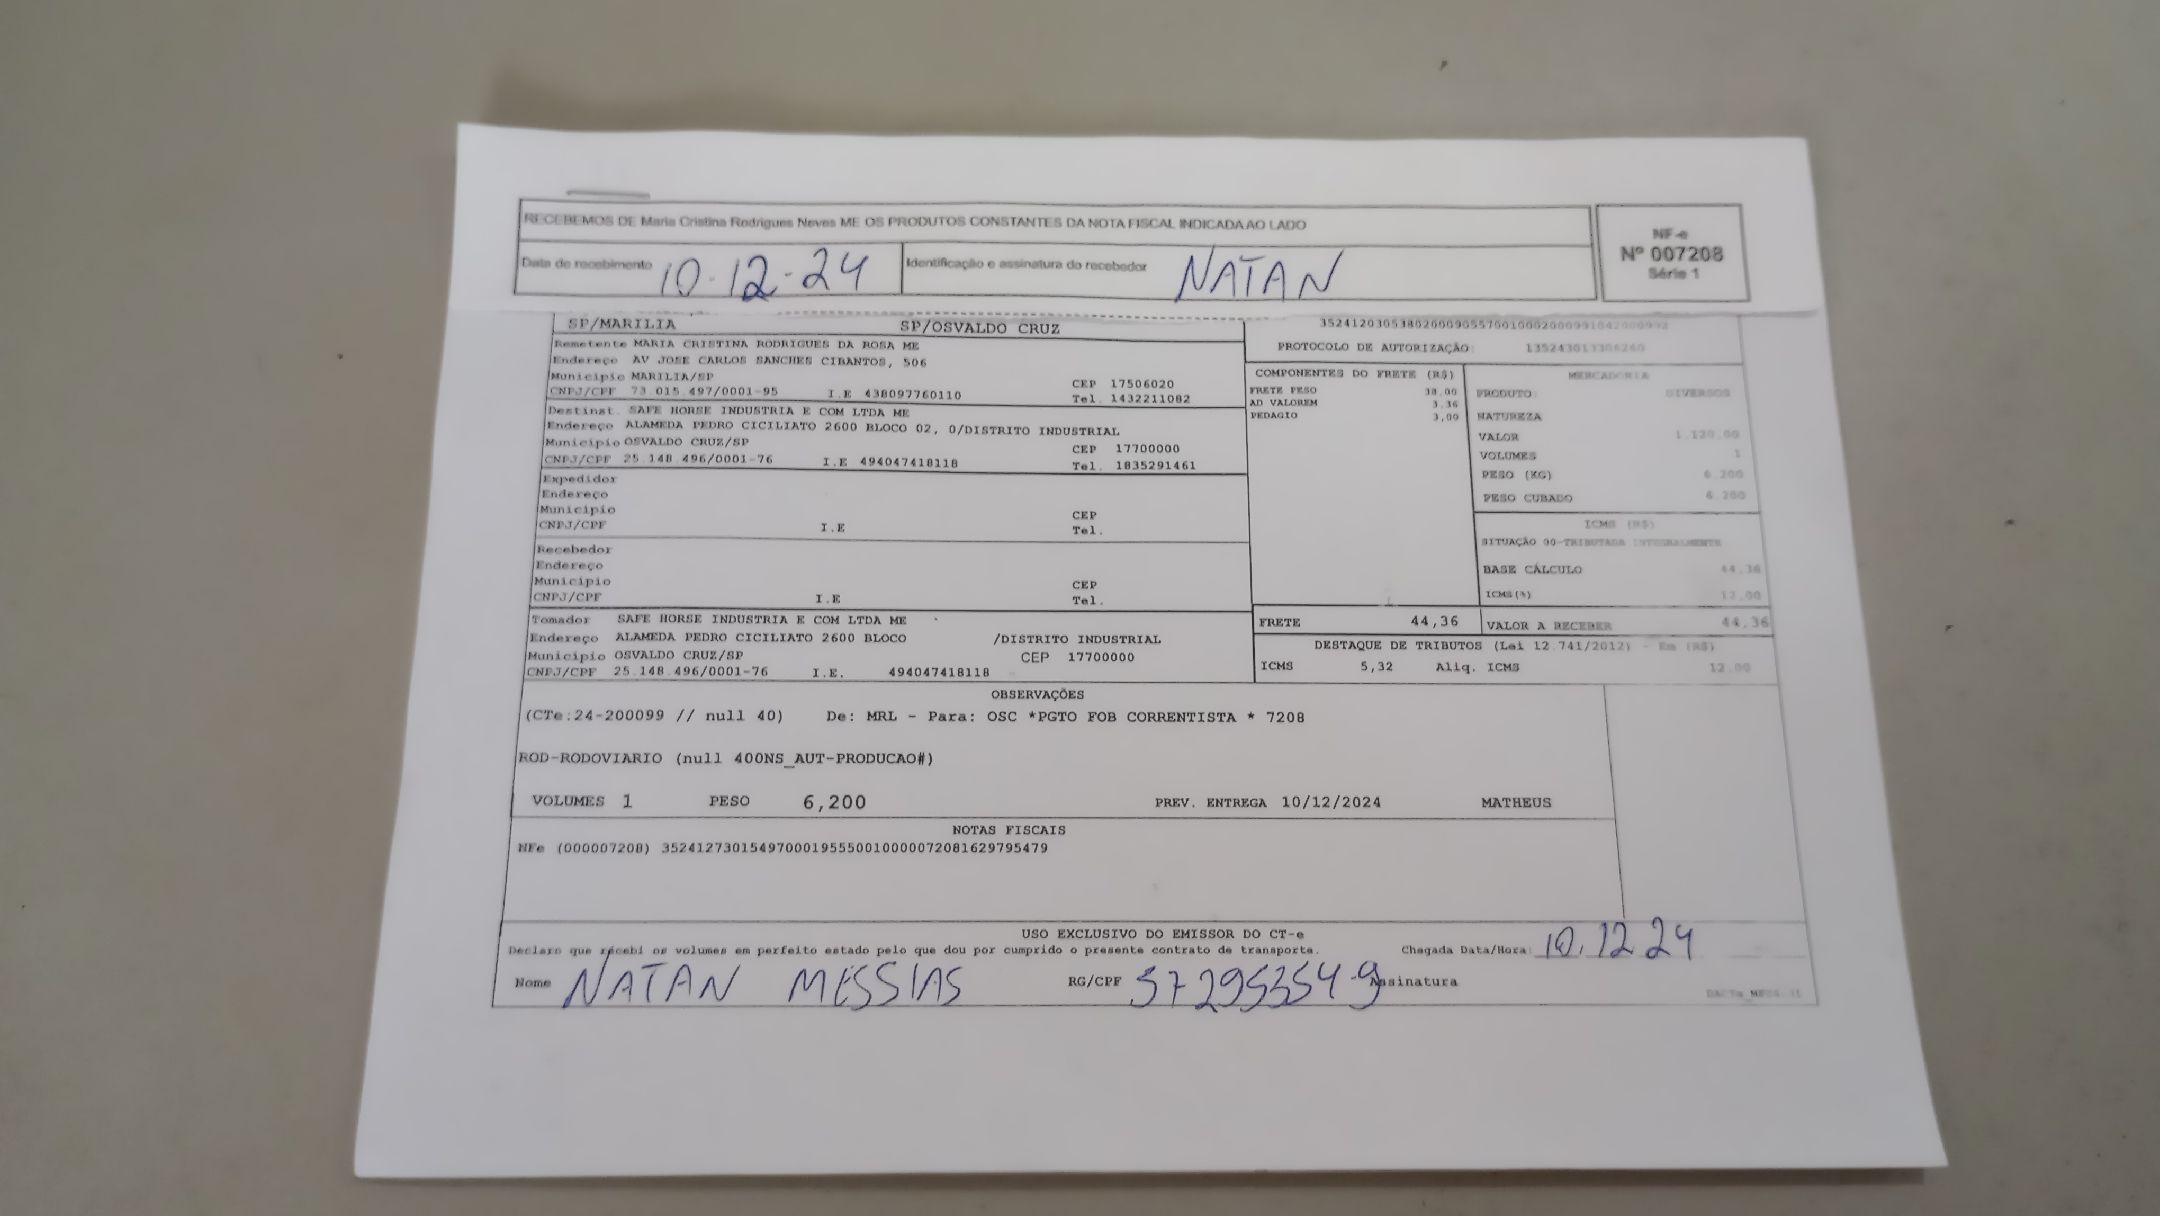 RECEBEMOS DE Maria Cristina Rodrigues Neves ME OS PRODUTOS CONSTANTES DA NOTA FISCAL INDICADA AO LADO
Data de recebimento 10-12-24 Identificação e assinatura do recebedor NATAN
NF-e
Nº 007208
Série 1
SP/MARILIA SP/OSVALDO CRUZ
Remetente MARIA CRISTINA RODRIGUES DA ROSA ME
Endereço AV JOSE CARLOS SANCHES CIBANTOS, 506
Município MARILIA/SP CEP 17506020
CNPJ/CPF 73.015.497/0001-95 I.E 438097760110 Tel. 1432211082
Destinat. SAFE HORSE INDUSTRIA E COM LTDA ME
Endereço ALAMEDA PEDRO CICILIATO 2600 BLOCO 02, 0/DISTRITO INDUSTRIAL
Município OSVALDO CRUZ/SP CEP 17700000
CNPJ/CPF 25.148.496/0001-76 I.E 494047418118 Tel. 1835291461
Expedidor
Endereço
Município CEP
CNPJ/CPF I.E Tel.
Recebedor
Endereço
Município CEP
CNPJ/CPF I.E Tel.
Tomador SAFE HORSE INDUSTRIA E COM LTDA ME
Endereço ALAMEDA PEDRO CICILIATO 2600 BLOCO /DISTRITO INDUSTRIAL
Município OSVALDO CRUZ/SP CEP 17700000
CNPJ/CPF 25.148.496/0001-76 I.E. 494047418118
PROTOCOLO DE AUTORIZAÇÃO:
COMPONENTES DO FRETE (R$)
FRETE PESO 38,00
AD VALOREM 3,36
PEDAGIO 3,00
MERCADORIA
PRODUTO: DIVERSOS
NATUREZA
VALOR 1.120,00
VOLUMES 1
PESO (KG) 6,200
PESO CUBADO 6,200
ICMS (R$)
SITUAÇÃO 00-TRIBUTADA INTEGRALMENTE
BASE CÁLCULO 44,36
ICMS(%) 12,00
FRETE 44,36 VALOR A RECEBER 44,36
DESTAQUE DE TRIBUTOS (Lei 12.741/2012) - Em (R$)
ICMS 5,32 Aliq. ICMS 12,00
OBSERVAÇÕES
(CTe:24-200099 // null 40) De: MRL - Para: OSC *PGTO FOB CORRENTISTA * 7208
ROD-RODOVIARIO (null 400NS_AUT-PRODUCAO#)
VOLUMES 1 PESO 6,200 PREV. ENTREGA 10/12/2024 MATHEUS
NOTAS FISCAIS
NFe (000007208) 35241273015497000195550010000072081629795479
USO EXCLUSIVO DO EMISSOR DO CT-e
Declaro que recebi os volumes em perfeito estado pelo que dou por cumprido o presente contrato de transporte. Chegada Data/Hora: 10,12 24
Nome NATAN MESSIAS RG/CPF Assinatura